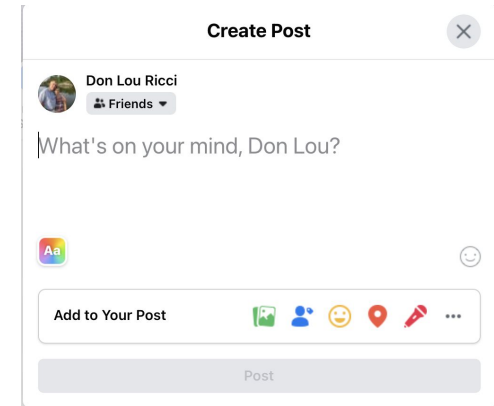 Create Post
Don Lou Ricci
Friends
What's on your mind, Don Lou?
Aa
Add to Your Post
Post